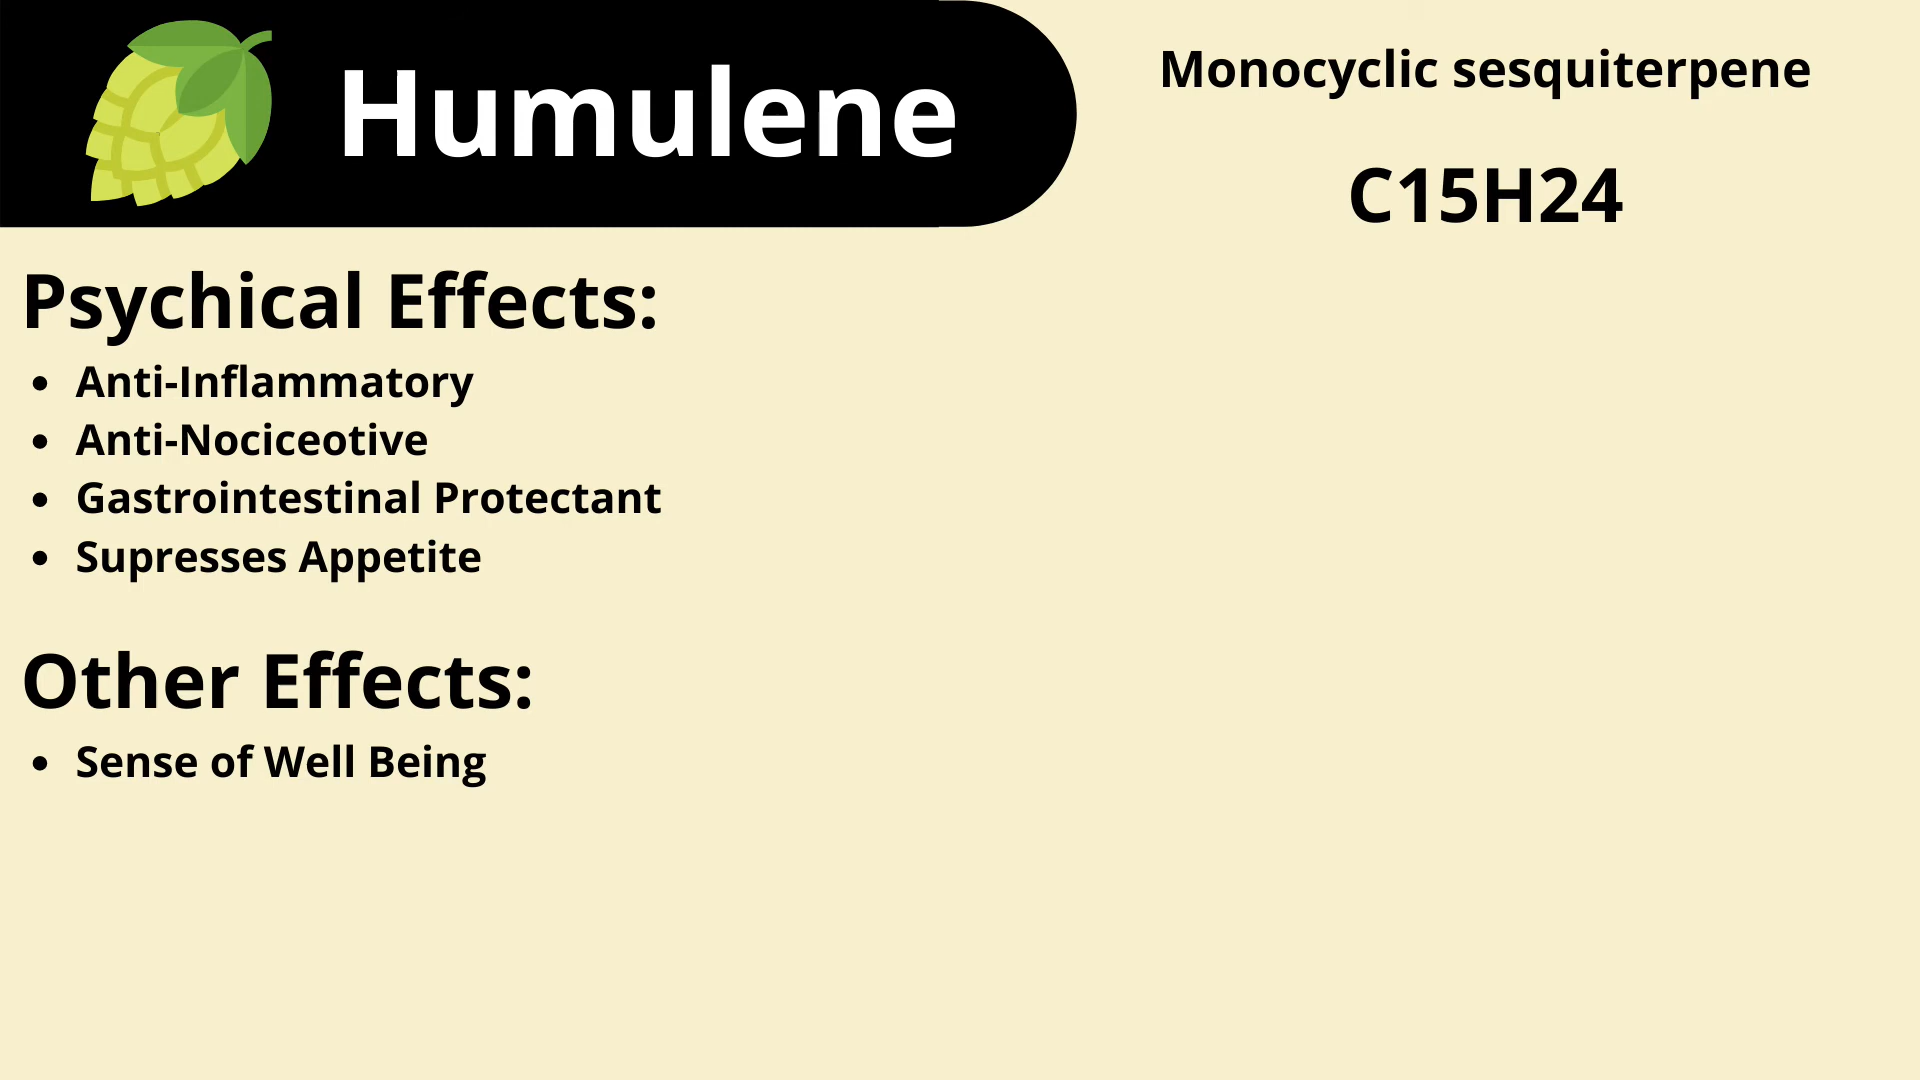 Humulene
Monocyclic sesquiterpene
C15H24
Psychical Effects:
• Anti-Inflammatory
• Anti-Nociceotive
• Gastrointestinal Protectant
• Supresses Appetite
Other Effects:
• Sense of Well Being